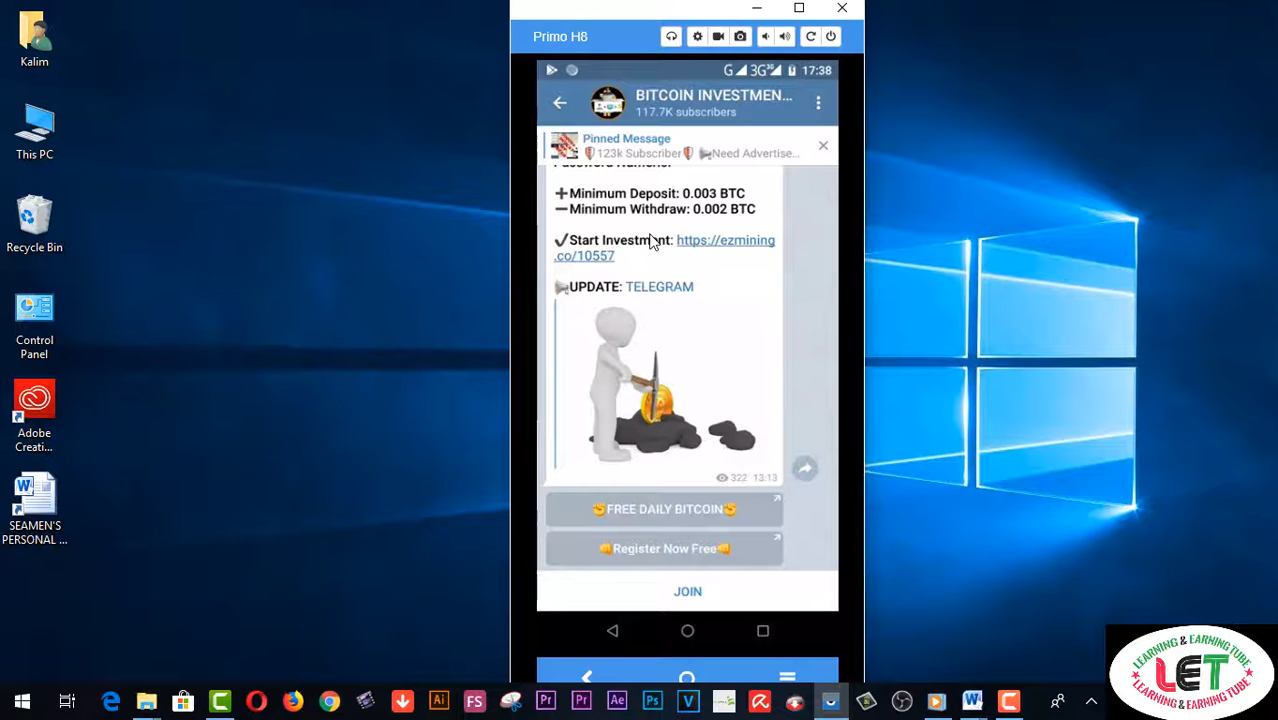 Kalim
This PC
Recycle Bin
Control
Panel
Adobe
Creati...
SEAMEN'S
PERSONAL ...
Primo H8
G 3G 17:38
BITCOIN INVESTMEN...
117.7K subscribers
Pinned Message
🛡123k Subscriber🛡 📢Need Advertise...
➕Minimum Deposit: 0.003 BTC
➖Minimum Withdraw: 0.002 BTC
✔Start Investment: https://ezmining
.co/10557
📢UPDATE: TELEGRAM
322 13:13
✊FREE DAILY BITCOIN✊
👊Register Now Free👊
JOIN
LEARNING & EARNING TUBE
LET
LEARNING & EARNING TUBE